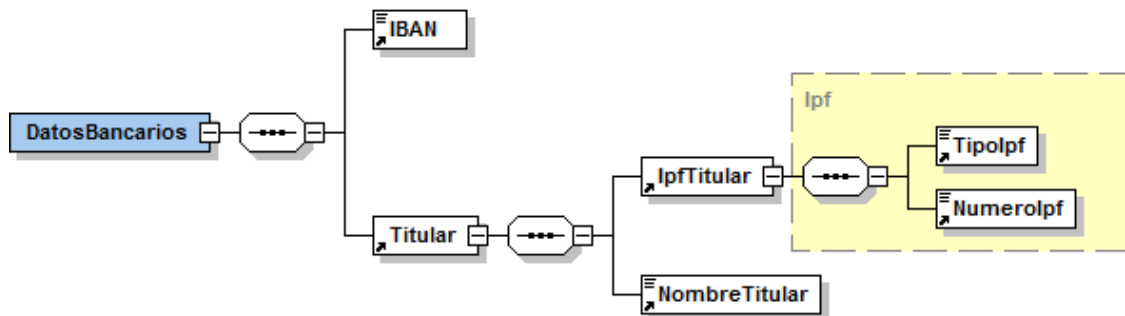 IBAN
Ipf
DatosBancarios
TipoIpf
IpfTitular
NumeroIpf
Titular
NombreTitular